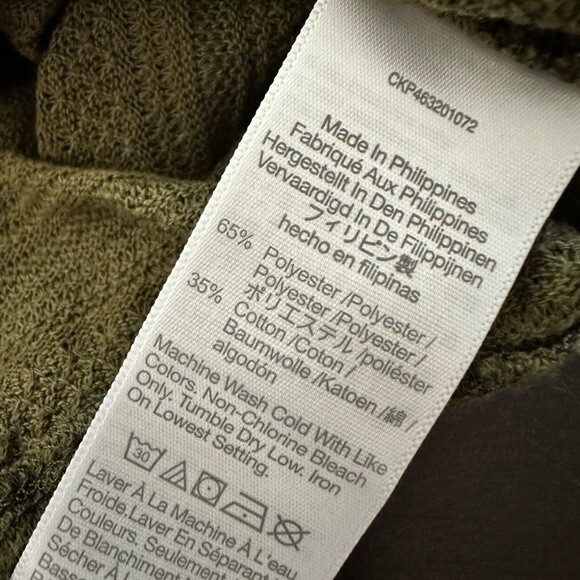 CKP463201072
Made In Philippines
Fabriqué Aux Philippines
Hergestellt In Den Philippinen
Vervaardigd In De Filippijnen
フィリピン製
hecho en filipinas
65% Polyester /Polyester/
Polyester /Polyester/
ポリエステル /poliéster
35% Cotton /Coton /
Baumwolle /Katoen /綿 /
algodón
Machine Wash Cold With Like
Colors. Non-Chlorine Bleach
Only. Tumble Dry Low. Iron
On Lowest Setting.
30
Laver À La Machine À L'eau
Froide.Laver En Séparant
Couleurs. Seulement
De Blanchiment
Sécher À